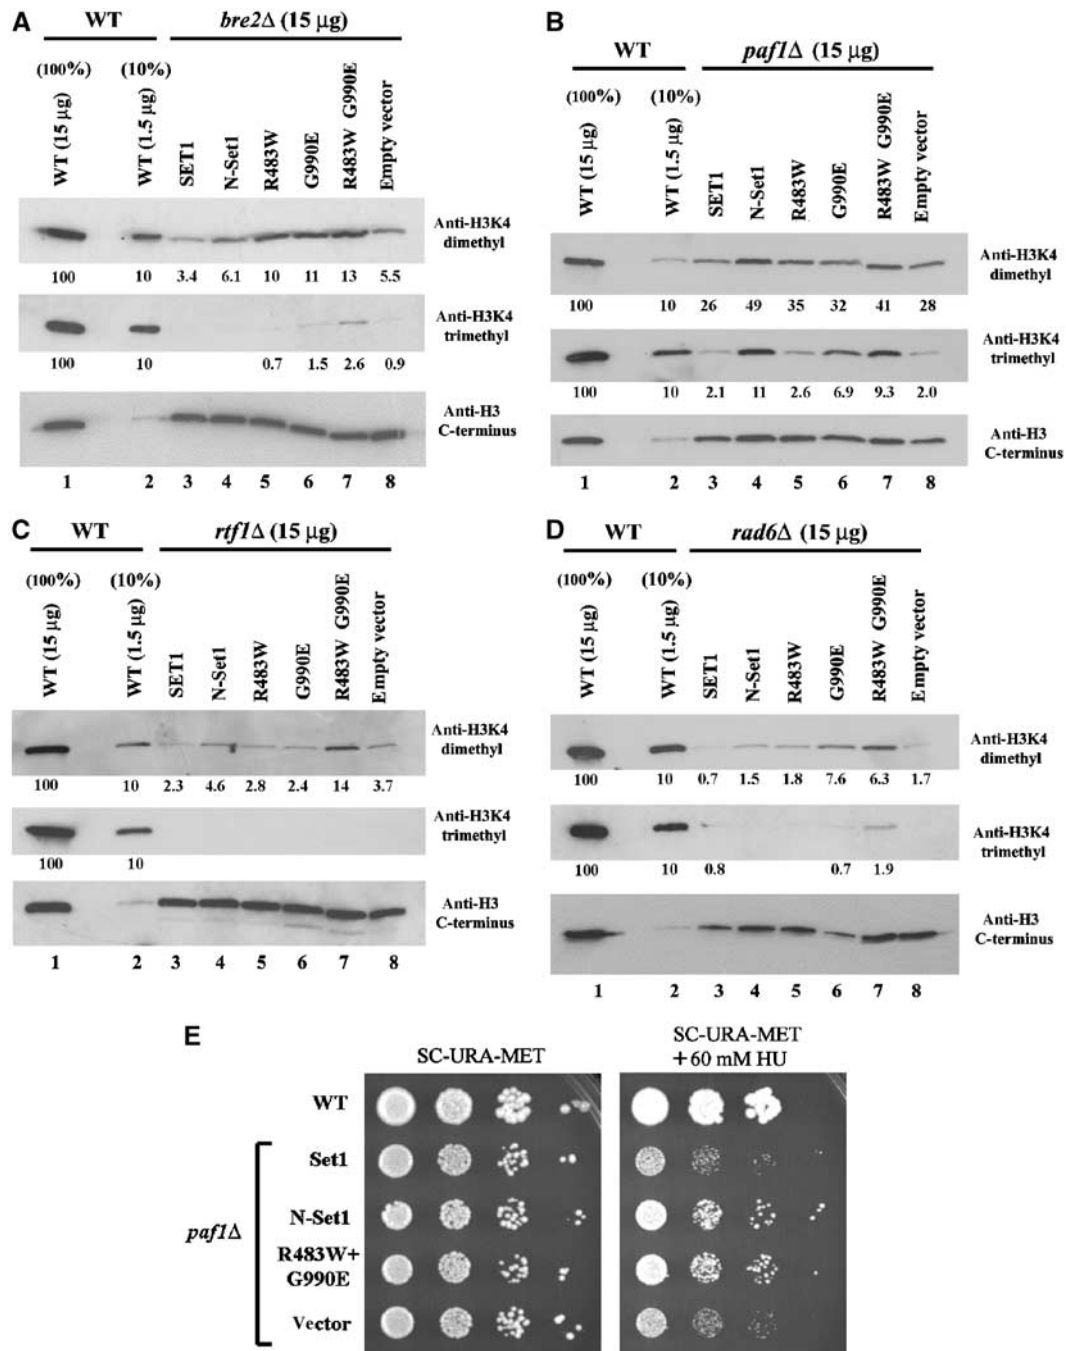 A
WT
bre2Δ (15 µg)
(100%)
(10%)
WT (15 µg)
WT (1.5 µg)
SET1
N-Set1
R483W
G990E
R483W G990E
Empty vector
Anti-H3K4
dimethyl
100 10 3.4 6.1 10 11 13 5.5
Anti-H3K4
trimethyl
100 10 0.7 1.5 2.6 0.9
Anti-H3
C-terminus
1 2 3 4 5 6 7 8
B
WT
paf1Δ (15 µg)
(100%)
(10%)
WT (15 µg)
WT (1.5 µg)
SET1
N-Set1
R483W
G990E
R483W G990E
Empty vector
Anti-H3K4
dimethyl
100 10 26 49 35 32 41 28
Anti-H3K4
trimethyl
100 10 2.1 11 2.6 6.9 9.3 2.0
Anti-H3
C-terminus
1 2 3 4 5 6 7 8
C
WT
rtf1Δ (15 µg)
(100%)
(10%)
WT (15 µg)
WT (1.5 µg)
SET1
N-Set1
R483W
G990E
R483W G990E
Empty vector
Anti-H3K4
dimethyl
100 10 2.3 4.6 2.8 2.4 14 3.7
Anti-H3K4
trimethyl
100 10
Anti-H3
C-terminus
1 2 3 4 5 6 7 8
D
WT
rad6Δ (15 µg)
(100%)
(10%)
WT (15 µg)
WT (1.5 µg)
SET1
N-Set1
R483W
G990E
R483W G990E
Empty vector
Anti-H3K4
dimethyl
100 10 0.7 1.5 1.8 7.6 6.3 1.7
Anti-H3K4
trimethyl
100 10 0.8 0.7 1.9
Anti-H3
C-terminus
1 2 3 4 5 6 7 8
E
SC-URA-MET
SC-URA-MET
+ 60 mM HU
WT
Set1
N-Set1
paf1Δ
R483W+
G990E
Vector